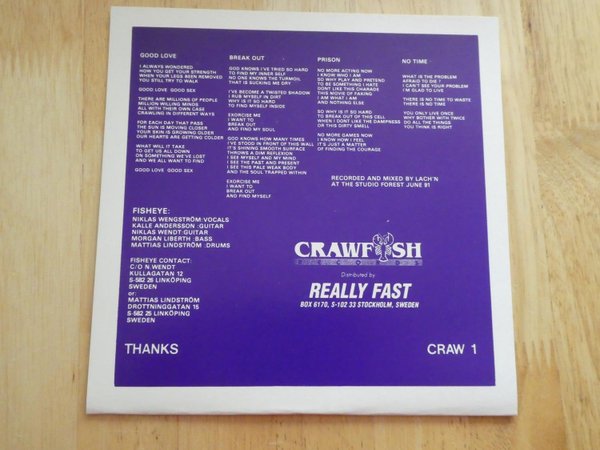 GOOD LOVE
I ALWAYS WONDERED
HOW YOU GET YOUR STRENGTH
WHEN YOUR LEGS BEEN REMOVED
YOU STILL TRY TO WALK
GOOD LOVE GOOD SEX
THERE ARE MILLIONS OF PEOPLE
MILLION WILLING MINDS
ALL WITH THEIR OWN CASE
CRAWLING IN DIFFERENT WAYS
FOR EACH DAY THAT PASS
THE SUN IS MOVING CLOSER
YOUR SKIN IS GROWING OLDER
OUR HEARTS ARE GETTING COLDER
WHAT WILL IT TAKE
TO GET US ALL DOWN
ON SOMETHING WE'VE LOST
AND WE ALL WANT TO FIND
GOOD LOVE GOOD SEX
BREAK OUT
GOD KNOWS I'VE TRIED SO HARD
TO FIND MY INNER SELF
NO ONE KNOWS THE TURMOIL
THAT IS SUCKING ME DRY
I'VE BECOME A TWISTED SHADOW
I RUB MYSELF IN DIRT
WHY IS IT SO HARD
TO FIND MYSELF INSIDE
EXORCISE ME
I WANT TO
BREAK OUT
AND FIND MY SOUL
GOD KNOWS HOW MANY TIMES
I'VE STOOD IN FRONT OF THIS WALL
IT'S SHINING SMOOTH SURFACE
THROWS A DIM REFLEXION
I SEE MYSELF AND MY MIND
I SEE THE PAST AND PRESENT
I SEE THIS PALE WEAK BODY
AND THE SOUL TRAPPED WITHIN
EXORCISE ME
I WANT TO
BREAK OUT
AND FIND MYSELF
PRISON
NO MORE ACTING NOW
I KNOW WHO I AM
SO WHY PLAY AND PRETEND
TO BE SOMETHING I HATE
DON'T LIKE THIS CHARADE
THIS MOVIE OF FAKING
I AM WHAT I AM
AND NOTHING ELSE
SO WHY IS IT SO HARD
TO BREAK OUT OF THIS CELL
WHEN I DON'T LIKE THE DAMPNESS
OR THIS DIRTY SMELL
NO MORE GAMES NOW
I KNOW HOW I FEEL
IT'S JUST A MATTER
OF FINDING THE COURAGE
NO TIME
WHAT IS THE PROBLEM
AFRAID TO DIE ?
I CAN'T SEE YOUR PROBLEM
I'M GLAD TO LIVE
THERE IS NO TIME TO WASTE
THERE IS NO TIME
YOU ONLY LIVE ONCE
WHY BOTHER WITH TWICE
DO ALL THE THINGS
YOU THINK IS RIGHT
RECORDED AND MIXED BY LACH'N
AT THE STUDIO FOREST JUNE 91
FISHEYE:
NIKLAS WENGSTRÖM:VOCALS
KALLE ANDERSSON :GUITAR
NIKLAS WENDT:GUITAR
MORGAN LIBERTH :BASS
MATTIAS LINDSTRÖM :DRUMS
FISHEYE CONTACT:
C/O N.WENDT
KULLAGATAN 12
S-582 26 LINKÖPING
SWEDEN
or:
MATTIAS LINDSTRÖM
DROTTNINGGATAN 15
S-582 25 LINKÖPING
SWEDEN
CRAWFISH
Distributed by
REALLY FAST
BOX 6170, S-102 33 STOCKHOLM, SWEDEN
THANKS
CRAW 1